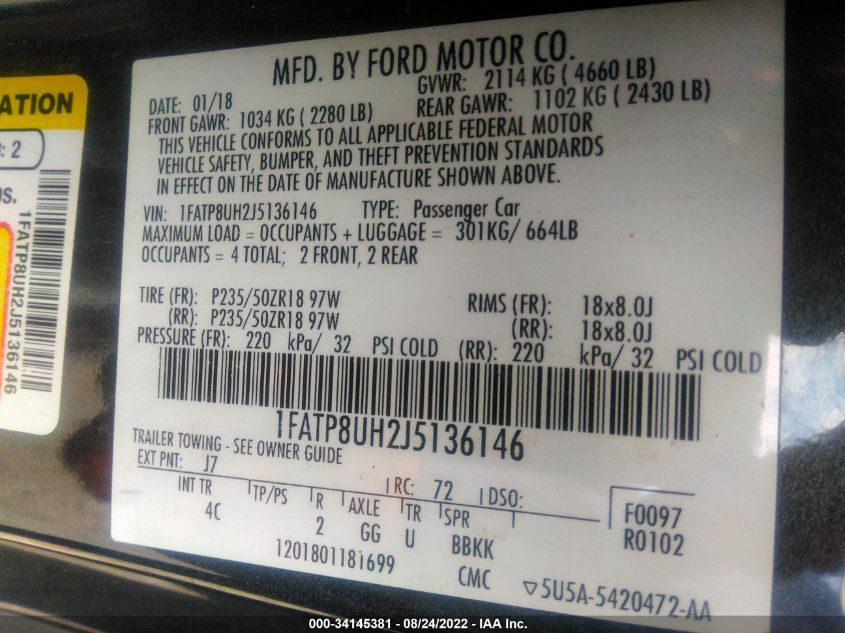 MFD. BY FORD MOTOR CO.
DATE: 01/18 GVWR: 2114 KG ( 4660 LB)
FRONT GAWR: 1034 KG ( 2280 LB) REAR GAWR: 1102 KG ( 2430 LB)
THIS VEHICLE CONFORMS TO ALL APPLICABLE FEDERAL MOTOR
VEHICLE SAFETY, BUMPER, AND THEFT PREVENTION STANDARDS
IN EFFECT ON THE DATE OF MANUFACTURE SHOWN ABOVE.
VIN: 1FATP8UH2J5136146 TYPE: Passenger Car
MAXIMUM LOAD = OCCUPANTS + LUGGAGE = 301KG/ 664LB
OCCUPANTS = 4 TOTAL; 2 FRONT, 2 REAR
TIRE (FR): P235/50ZR18 97W RIMS (FR): 18x8.0J
(RR): P235/50ZR18 97W (RR): 18x8.0J
PRESSURE (FR): 220 kPa/ 32 PSI COLD (RR): 220 kPa/ 32 PSI COLD
1FATP8UH2J5136146
TRAILER TOWING - SEE OWNER GUIDE
EXT PNT: J7 RC: 72 DSO:
INT TR TP/PS R AXLE TR SPR F0097
4C 2 GG U BBKK R0102
1201801181699 CMC ▽5U5A-5420472-AA
ATION
: 2
OS.
1FATP8UH2J5136146
000-34145381 - 08/24/2022 - IAA Inc.